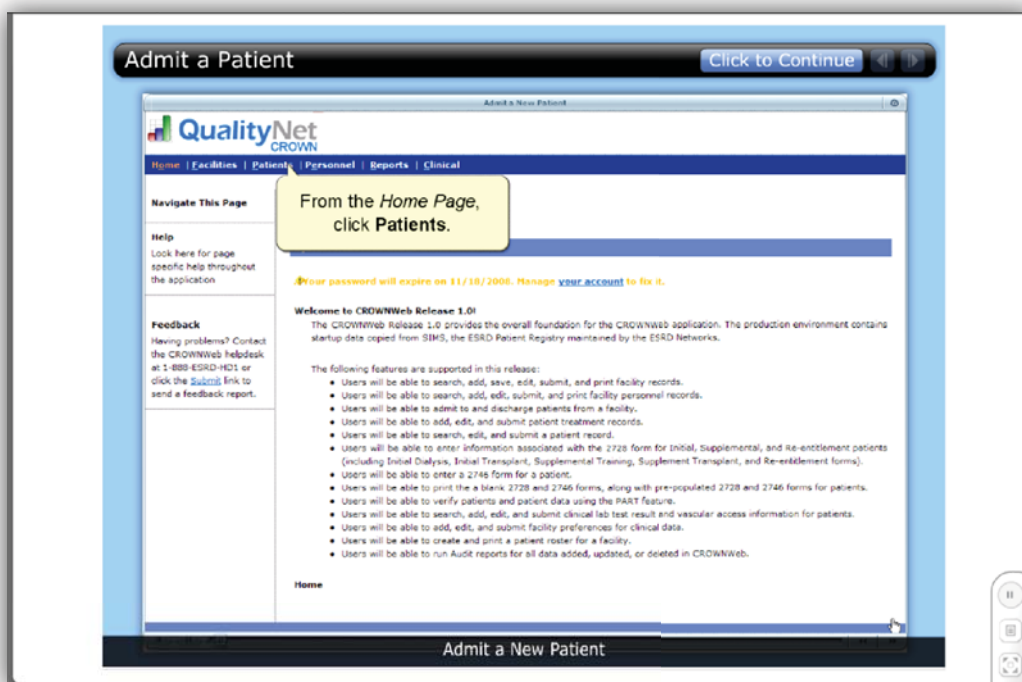 Admit a Patient
Click to Continue
Admit a New Patient
QualityNet
CROWN
Home | Facilities | Patients | Personnel | Reports | Clinical
From the Home Page,
click Patients.
Navigate This Page
Help
Look here for page
specific help throughout
the application
Feedback
Having problems? Contact
the CROWNWeb helpdesk
at 1-888-ESRD-HD1 or
click the Submit link to
send a feedback report.
Your password will expire on 11/18/2008. Manage your account to fix it.
Welcome to CROWNWeb Release 1.0!
The CROWNWeb Release 1.0 provides the overall foundation for the CROWNWeb application. The production environment contains
startup data copied from SIMS, the ESRD Patient Registry maintained by the ESRD Networks.
The following features are supported in this release:
• Users will be able to search, add, save, edit, submit, and print facility records.
• Users will be able to search, add, edit, submit, and print facility personnel records.
• Users will be able to admit to and discharge patients from a facility.
• Users will be able to add, edit, and submit patient treatment records.
• Users will be able to search, edit, and submit a patient record.
• Users will be able to enter information associated with the 2728 form for Initial, Supplemental, and Re-entitlement patients
(including Initial Dialysis, Initial Transplant, Supplemental Training, Supplement Transplant, and Re-entitlement forms).
• Users will be able to enter a 2746 form for a patient.
• Users will be able to print the a blank 2728 and 2746 forms, along with pre-populated 2728 and 2746 forms for patients.
• Users will be able to verify patients and patient data using the PART feature.
• Users will be able to search, add, edit, and submit clinical lab test result and vascular access information for patients.
• Users will be able to add, edit, and submit facility preferences for clinical data.
• Users will be able to create and print a patient roster for a facility.
• Users will be able to run Audit reports for all data added, updated, or deleted in CROWNWeb.
Home
Admit a New Patient